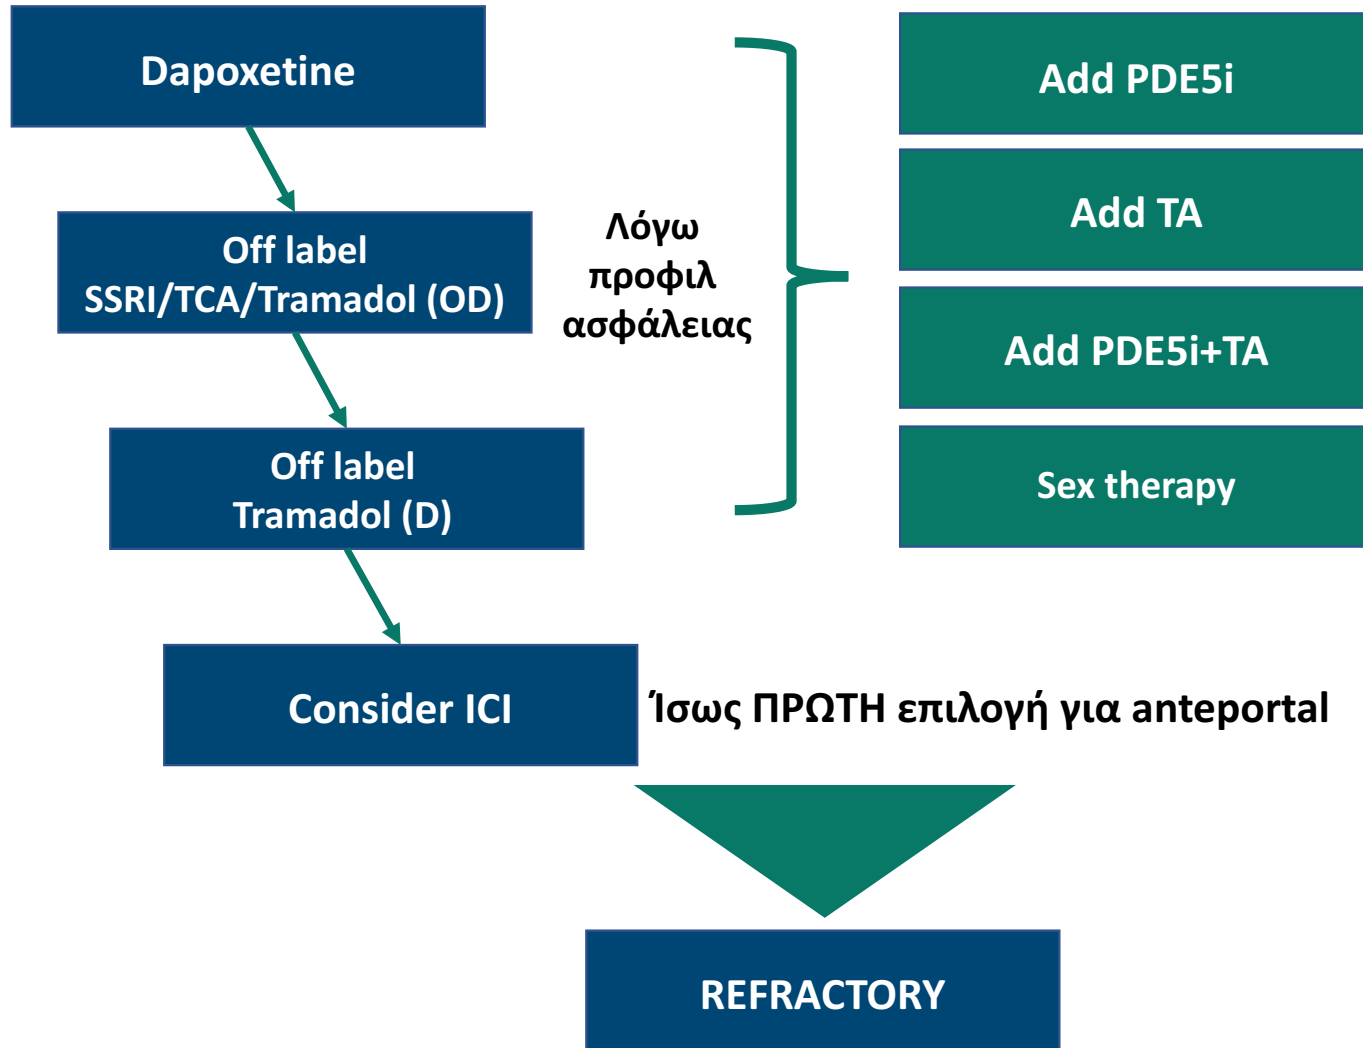 Dapoxetine
Off label
SSRI/TCA/Tramadol (OD)
Off label
Tramadol (D)
Consider ICI
Λόγω
προφιλ
ασφάλειας
Add PDE5i
Add TA
Add PDE5i+TA
Sex therapy
Ίσως ΠΡΩΤΗ επιλογή για anteportal
REFRACTORY